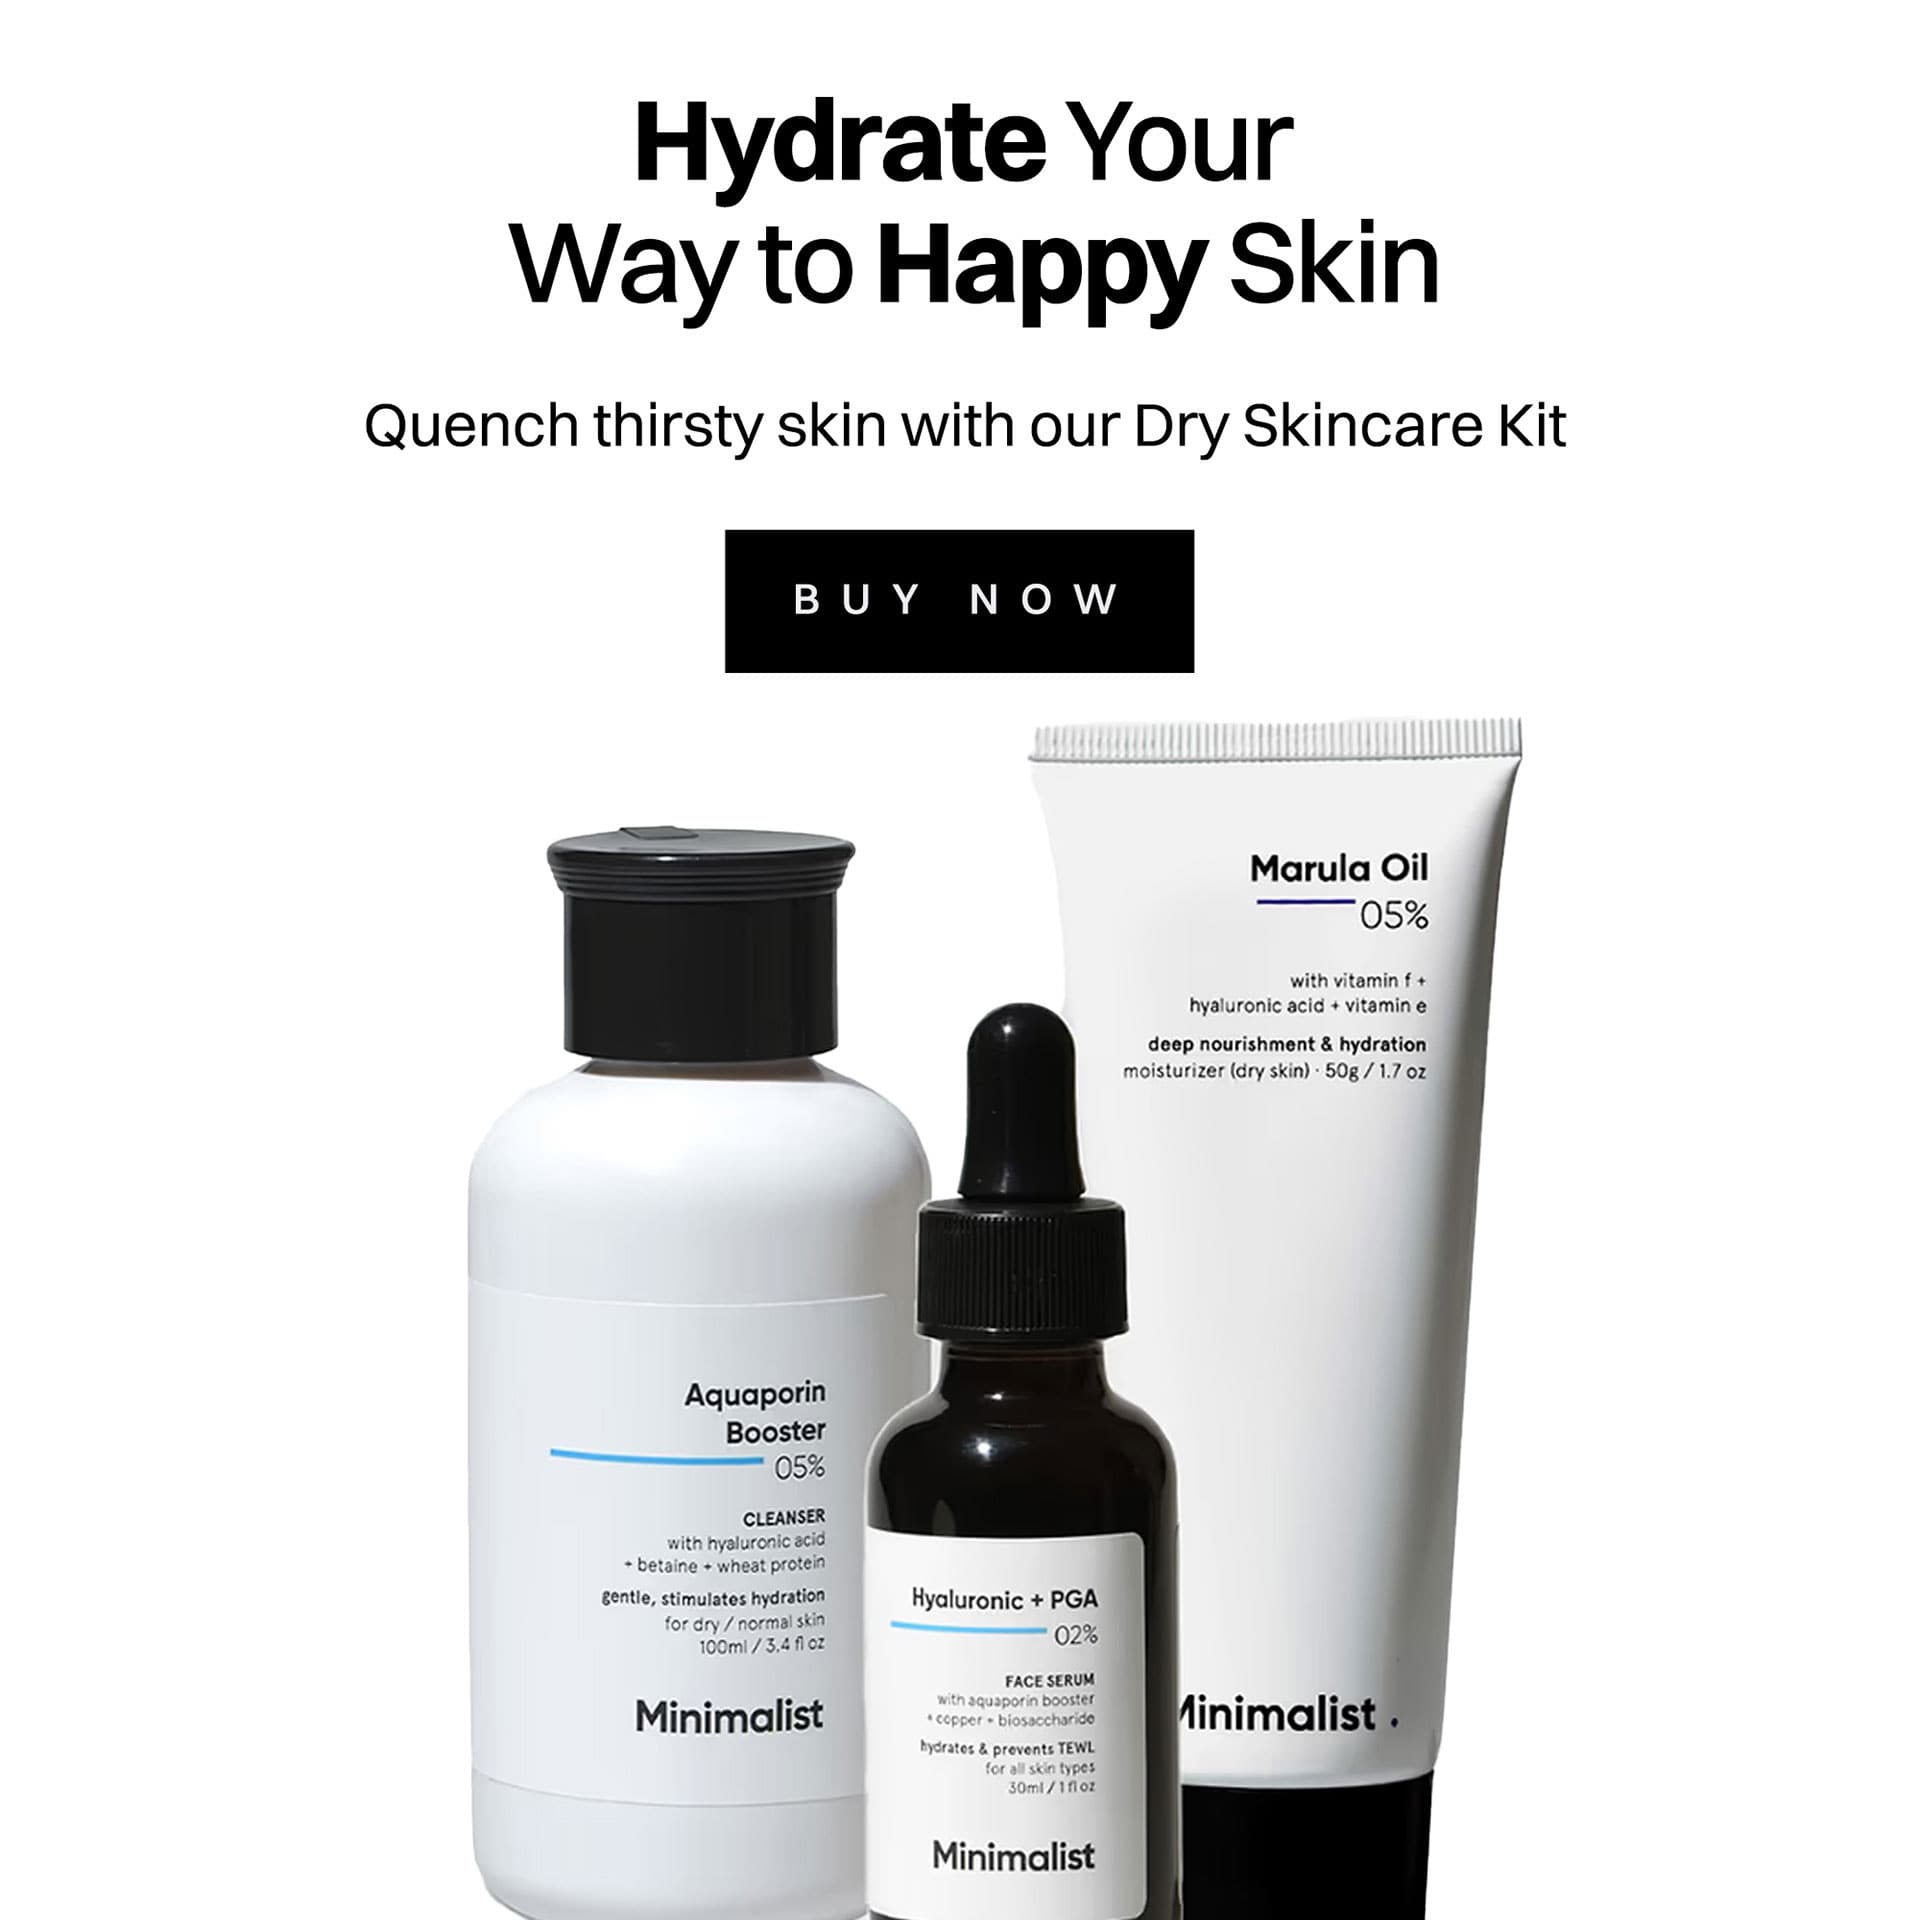 Hydrate Your
Way to Happy Skin
Quench thirsty skin with our Dry Skincare Kit
BUY NOW
Marula Oil
05%
with vitamin f +
hyaluronic acid + vitamin e
deep nourishment & hydration
moisturizer (dry skin) · 50g / 1.7 oz
Minimalist .
Aquaporin
Booster
05%
CLEANSER
with hyaluronic acid
+ betaine + wheat protein
gentle, stimulates hydration
for dry / normal skin
100ml / 3.4 fl oz
Minimalist
Hyaluronic + PGA
02%
FACE SERUM
with aquaporin booster
+ copper + biosaccharide
hydrates & prevents TEWL
for all skin types
30ml / 1 fl oz
Minimalist